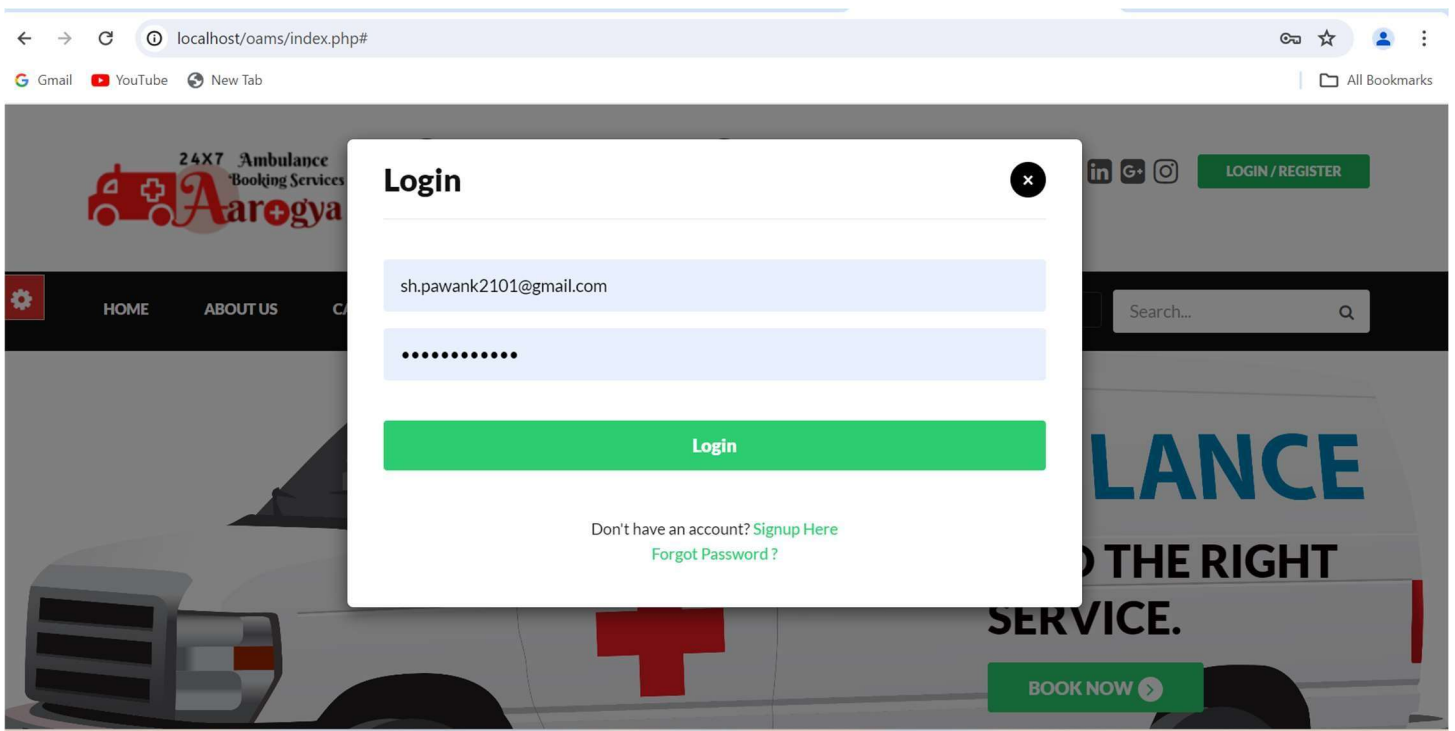 localhost/oams/index.php#
Gmail YouTube New Tab All Bookmarks
24X7 Ambulance
Booking Services
Aarogya
in G+ LOGIN / REGISTER
Login
sh.pawank2101@gmail.com
HOME ABOUT US Search...
Login
LANCE
Don't have an account? Signup Here
Forgot Password ?
THE RIGHT
SERVICE.
BOOK NOW